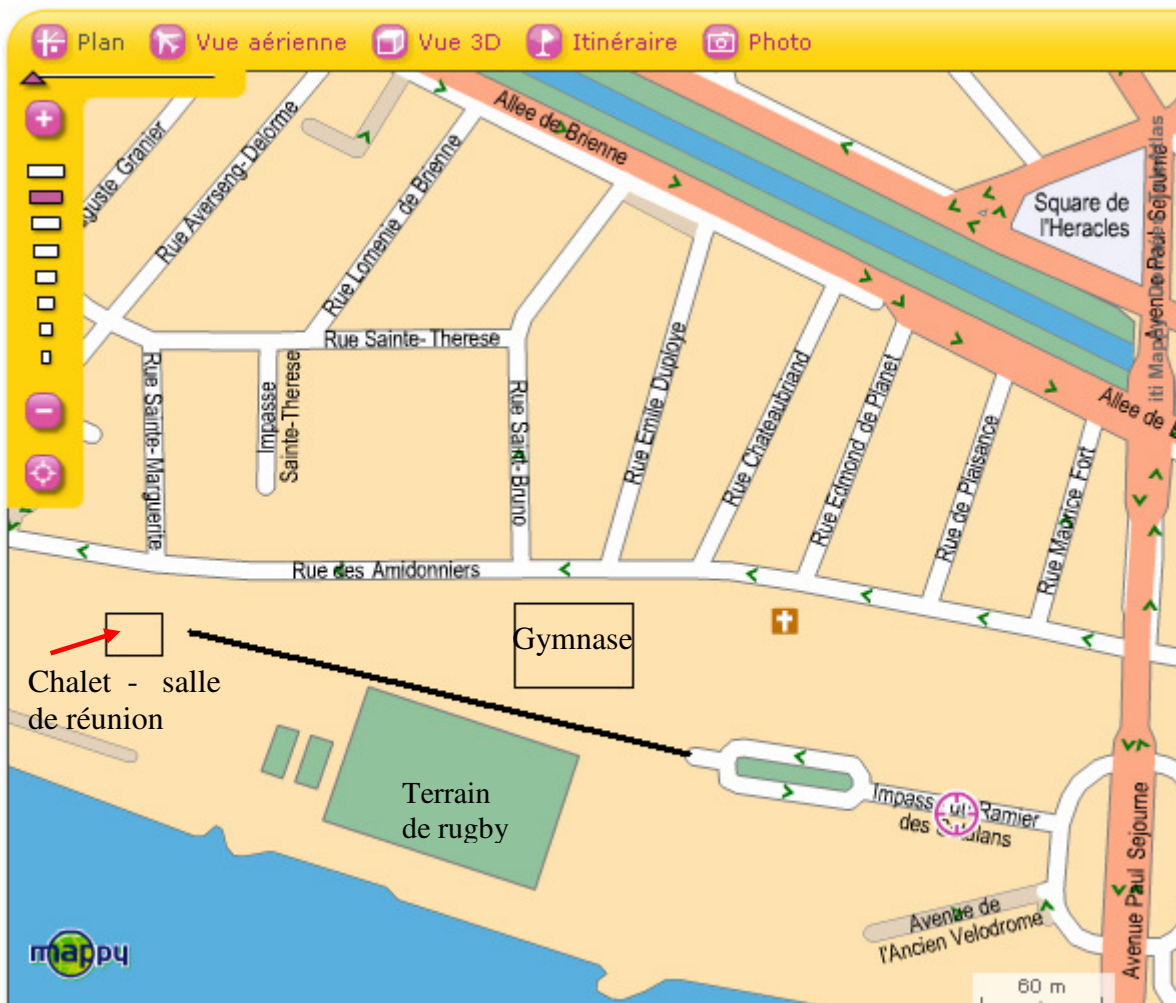 Plan
Vue aérienne
Vue 3D
Itinéraire
Photo
Allee de Brienne
Granier
Rue Averseng-Delorme
Rue Lomenie de Brienne
Square de
l'Heracles
Avenue Paul Sejourne
Rue Sainte-Therese
Impasse
Sainte-Therese
Rue Sainte-Marguerite
Rue Saint-Bruno
Rue Emile Duploye
Rue Chateaubriand
Rue Edmond de Planet
Rue de Plaisance
Rue Maurice Fort
Allee de
Rue des Amidonniers
Gymnase
Chalet - salle
de réunion
Terrain
de rugby
Ramier
des
Avenue de
l'Ancien Velodrome
Avenue Paul Sejourne
mappy
60 m